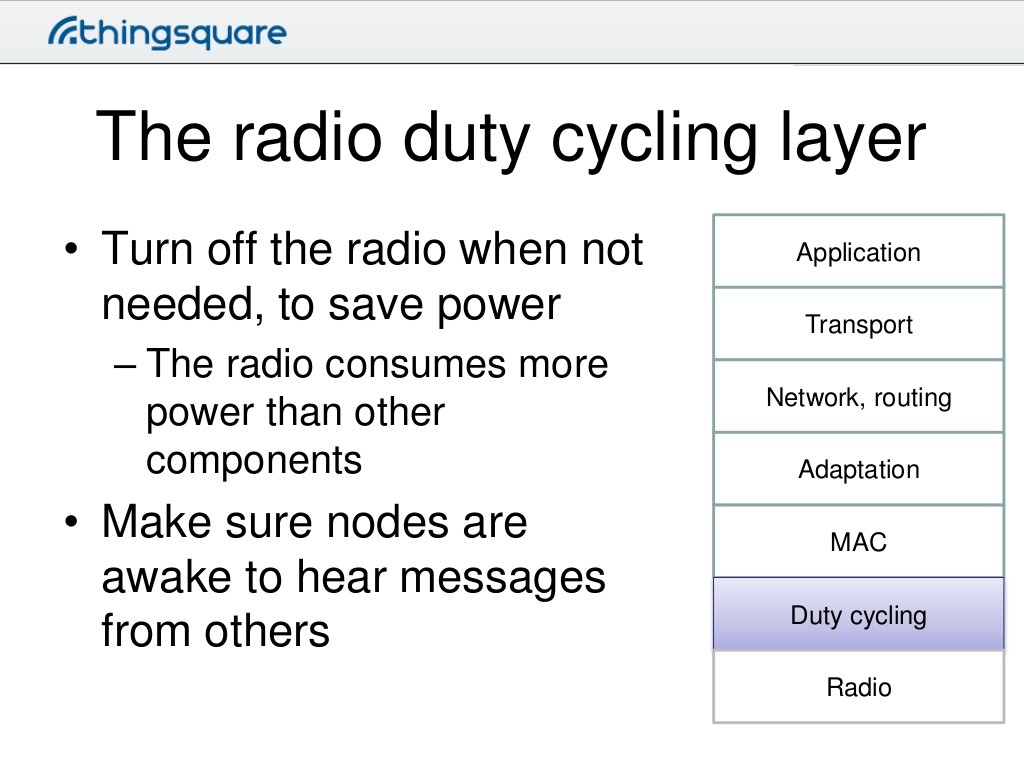 thingsquare
The radio duty cycling layer
• Turn off the radio when not
needed, to save power
– The radio consumes more
power than other
components
• Make sure nodes are
awake to hear messages
from others
Application
Transport
Network, routing
Adaptation
MAC
Duty cycling
Radio